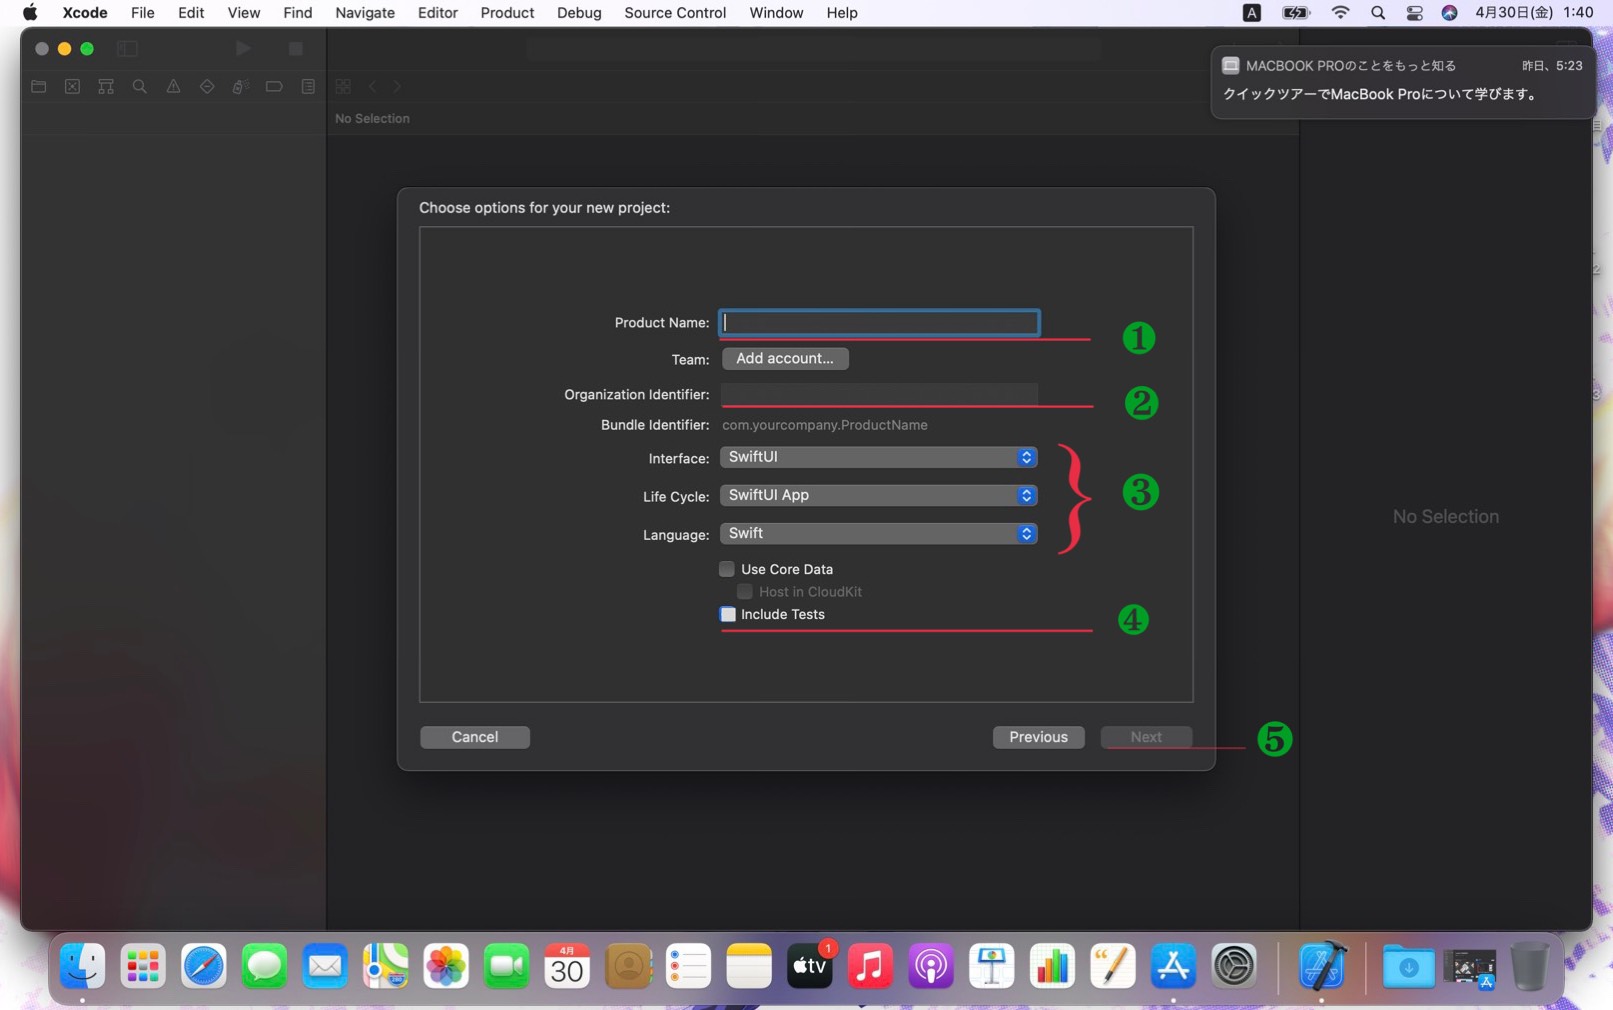 Xcode File Edit View Find Navigate Editor Product Debug Source Control Window Help A 4月30日(金) 1:40
MACBOOK PROのことをもっと知る 昨日、5:23
クイックツアーでMacBook Proについて学びます。
No Selection
Choose options for your new project:
Product Name:
1
Team: Add account...
Organization Identifier:
2
Bundle Identifier: com.yourcompany.ProductName
Interface: SwiftUI
Life Cycle: SwiftUI App
3
Language: Swift
No Selection
Use Core Data
Host in CloudKit
Include Tests
4
Cancel Previous Next
5
4月
30
tv
1